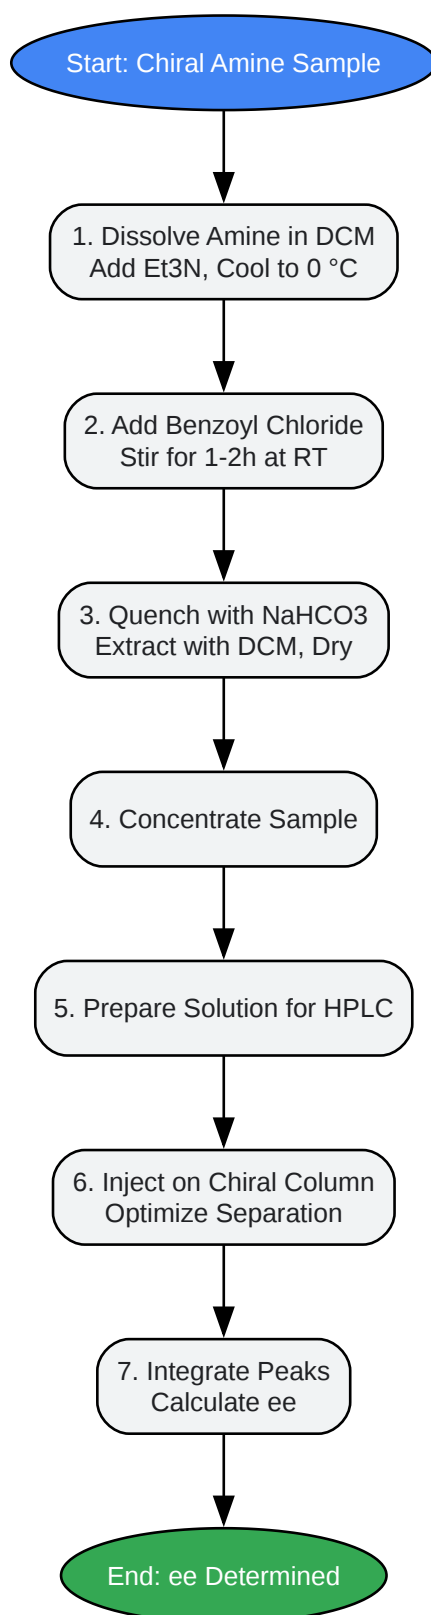 Start: Chiral Amine Sample
1. Dissolve Amine in DCM
Add Et3N, Cool to 0 °C
2. Add Benzoyl Chloride
Stir for 1-2h at RT
3. Quench with NaHCO3
Extract with DCM, Dry
4. Concentrate Sample
5. Prepare Solution for HPLC
6. Inject on Chiral Column
Optimize Separation
7. Integrate Peaks
Calculate ee
End: ee Determined